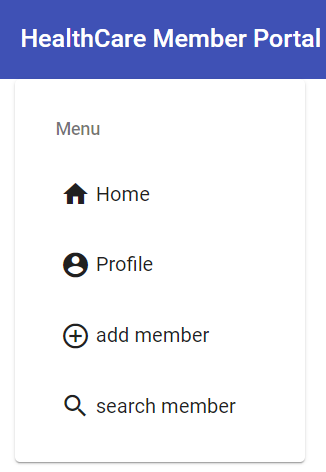 HealthCare Member Portal
Menu
Home
Profile
add member
search member